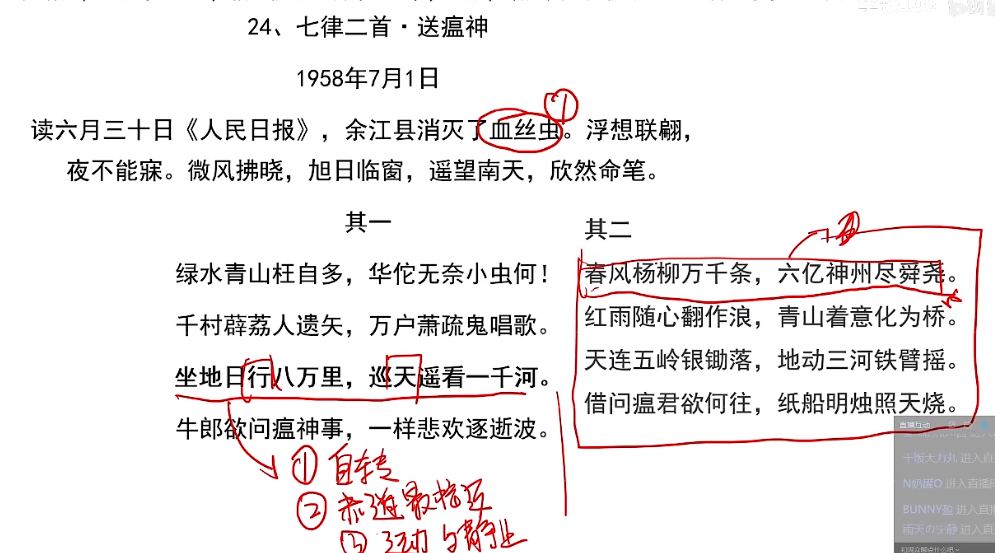 24、七律二首·送瘟神
1958年7月1日
读六月三十日《人民日报》，余江县消灭了血丝虫。浮想联翩，
夜不能寐。微风拂晓，旭日临窗，遥望南天，欣然命笔。
其一
绿水青山枉自多，华佗无奈小虫何！
千村薜荔人遗矢，万户萧疏鬼唱歌。
坐地日行八万里，巡天遥看一千河。
牛郎欲问瘟神事，一样悲欢逐逝波。
①自转
②赤道最接近
③运动与静止
其二
春风杨柳万千条，六亿神州尽舜尧。
红雨随心翻作浪，青山着意化为桥。
天连五岭银锄落，地动三河铁臂摇。
借问瘟君欲何往，纸船明烛照天烧。
直播互动
干饭大力丸 进入直
N奶媛O 进入直播间
BUNNY盈 进入直
雨天の宁静 进入直